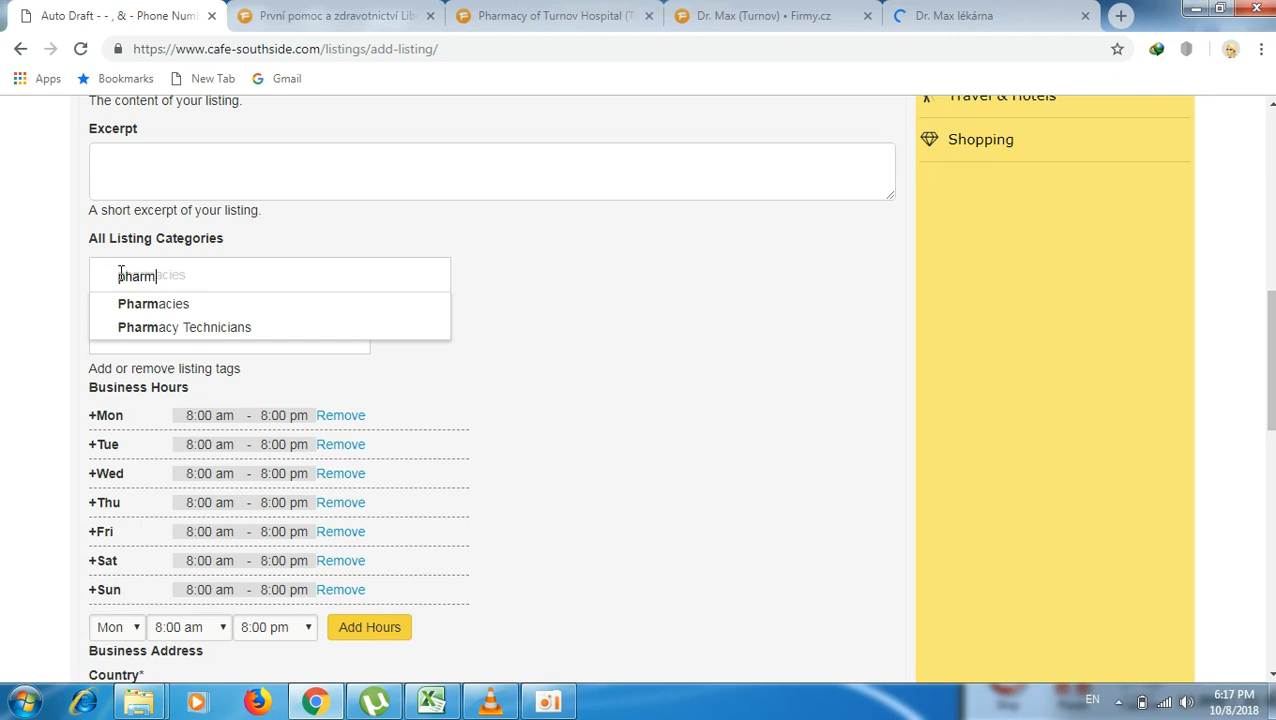 Auto Draft - - , & - Phone Num
První pomoc a zdravotnictví Lib
Pharmacy of Turnov Hospital (T
Dr. Max (Turnov) • Firmy.cz
Dr. Max lékárna
https://www.cafe-southside.com/listings/add-listing/
Apps
Bookmarks
New Tab
Gmail
The content of your listing.
Travel & Hotels
Excerpt
Shopping
A short excerpt of your listing.
All Listing Categories
pharmacies
Pharmacies
Pharmacy Technicians
Add or remove listing tags
Business Hours
+Mon 8:00 am - 8:00 pm Remove
+Tue 8:00 am - 8:00 pm Remove
+Wed 8:00 am - 8:00 pm Remove
+Thu 8:00 am - 8:00 pm Remove
+Fri 8:00 am - 8:00 pm Remove
+Sat 8:00 am - 8:00 pm Remove
+Sun 8:00 am - 8:00 pm Remove
Mon 8:00 am 8:00 pm Add Hours
Business Address
Country*
EN
6:17 PM
10/8/2018